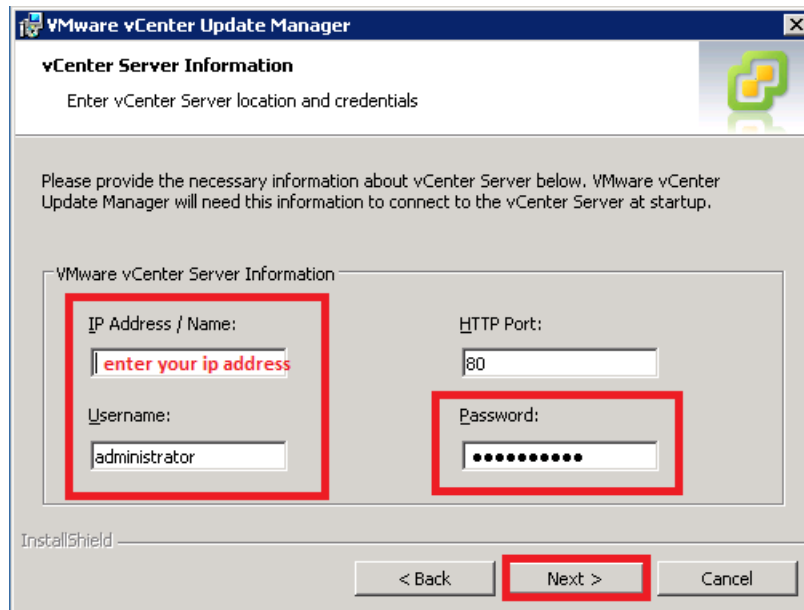 VMware vCenter Update Manager
vCenter Server Information
Enter vCenter Server location and credentials
Please provide the necessary information about vCenter Server below. VMware vCenter
Update Manager will need this information to connect to the vCenter Server at startup.
VMware vCenter Server Information
IP Address / Name:
HTTP Port:
enter your ip address
80
Username:
Password:
administrator
●●●●●●●●●●
InstallShield
< Back
Next >
Cancel